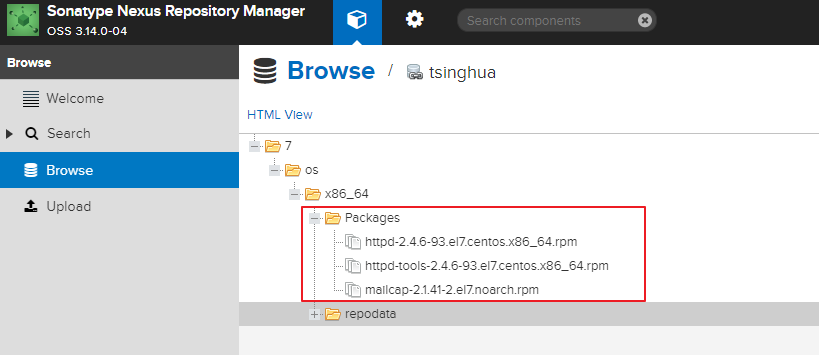 Sonatype Nexus Repository Manager
OSS 3.14.0-04
Search components
Browse
Welcome
Search
Browse
Upload
Browse / tsinghua
HTML View
7
os
x86_64
Packages
httpd-2.4.6-93.el7.centos.x86_64.rpm
httpd-tools-2.4.6-93.el7.centos.x86_64.rpm
mailcap-2.1.41-2.el7.noarch.rpm
repodata